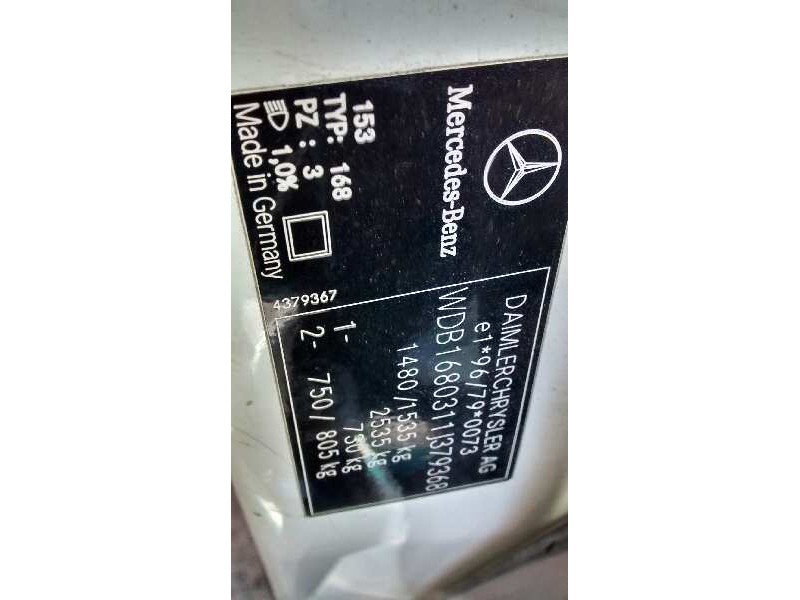 Mercedes-Benz
DAIMLERCHRYSLER AG
e1*96/79*0073
WDB1680311J379368
1480/1535 kg
2535 kg
1- 730 kg
2- 750/ 805 kg
153
TYP: 168
PZ : 3
1,0%
Made in Germany
4379367